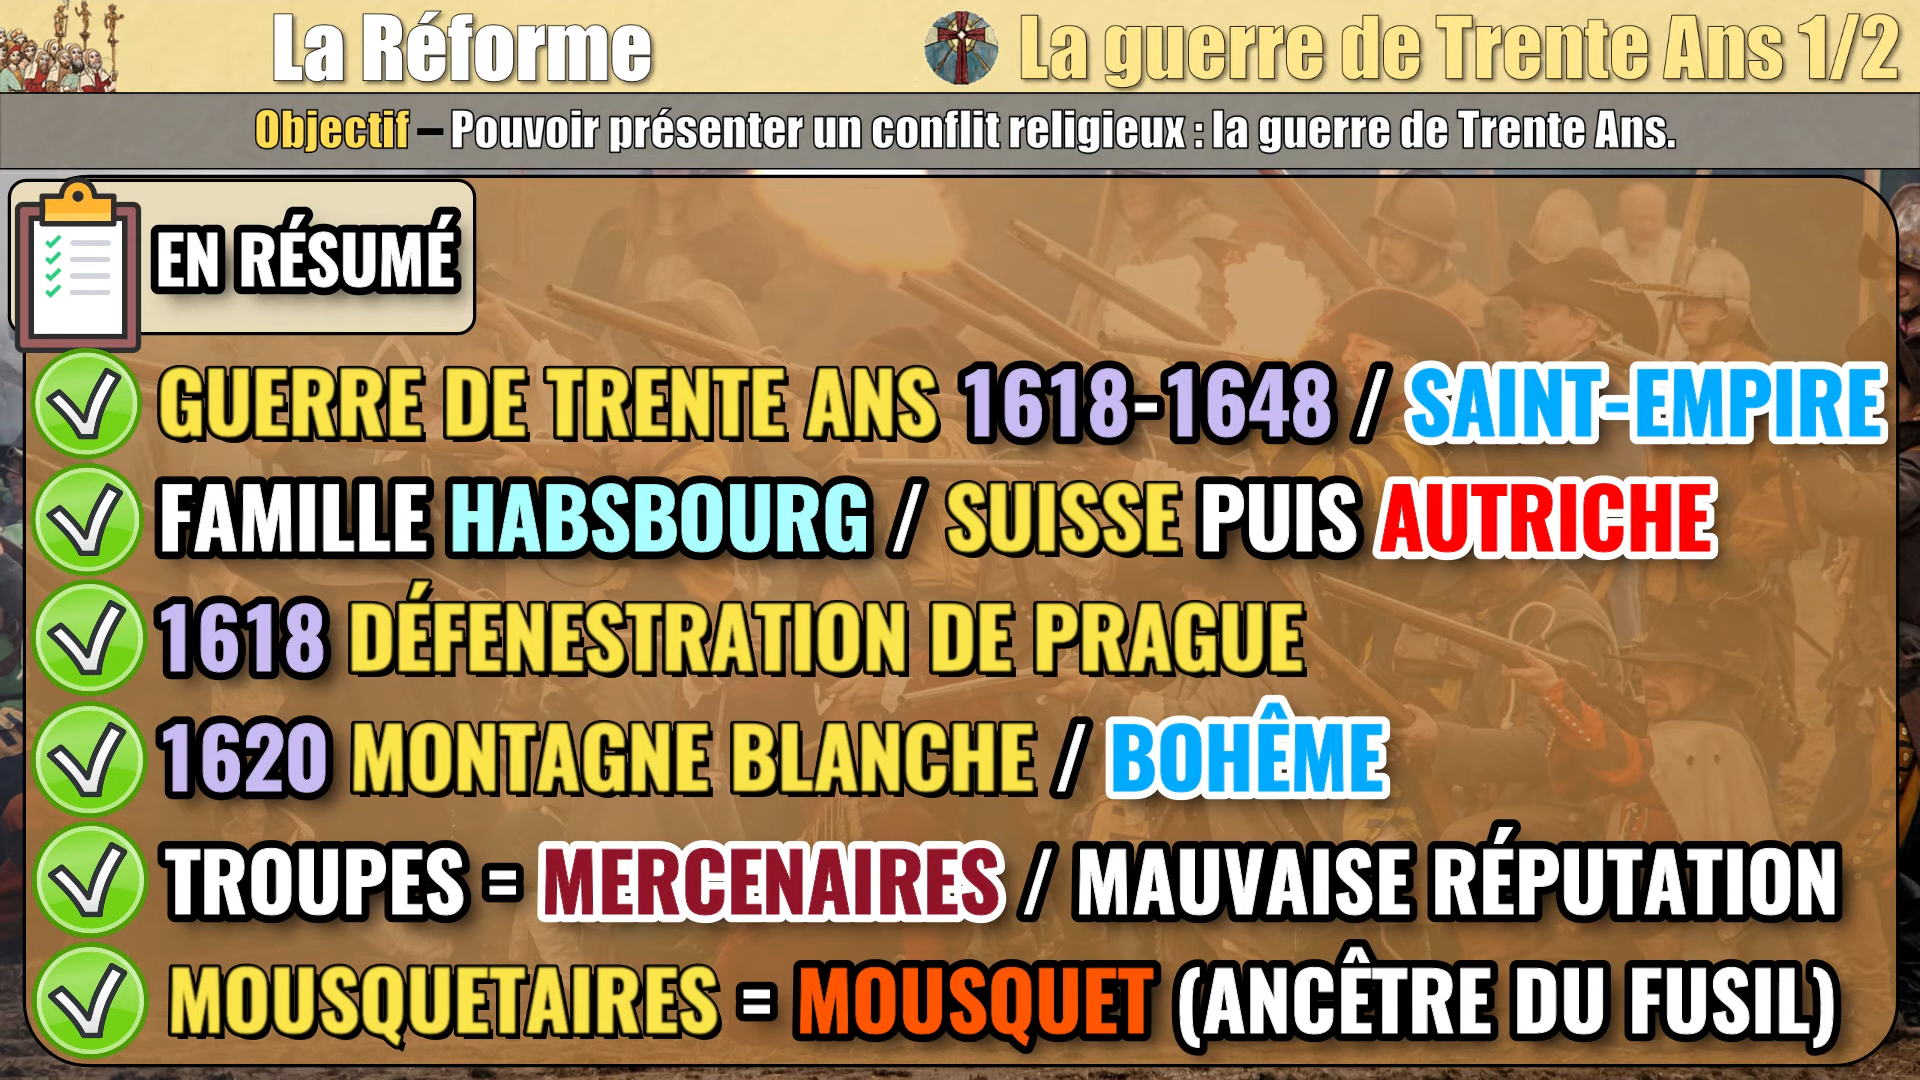 La Réforme
La guerre de Trente Ans 1/2
Objectif – Pouvoir présenter un conflit religieux : la guerre de Trente Ans.
EN RÉSUMÉ
GUERRE DE TRENTE ANS 1618-1648 / SAINT-EMPIRE
FAMILLE HABSBOURG / SUISSE PUIS AUTRICHE
1618 DÉFENESTRATION DE PRAGUE
1620 MONTAGNE BLANCHE / BOHÊME
TROUPES = MERCENAIRES / MAUVAISE RÉPUTATION
MOUSQUETAIRES = MOUSQUET (ANCÊTRE DU FUSIL)